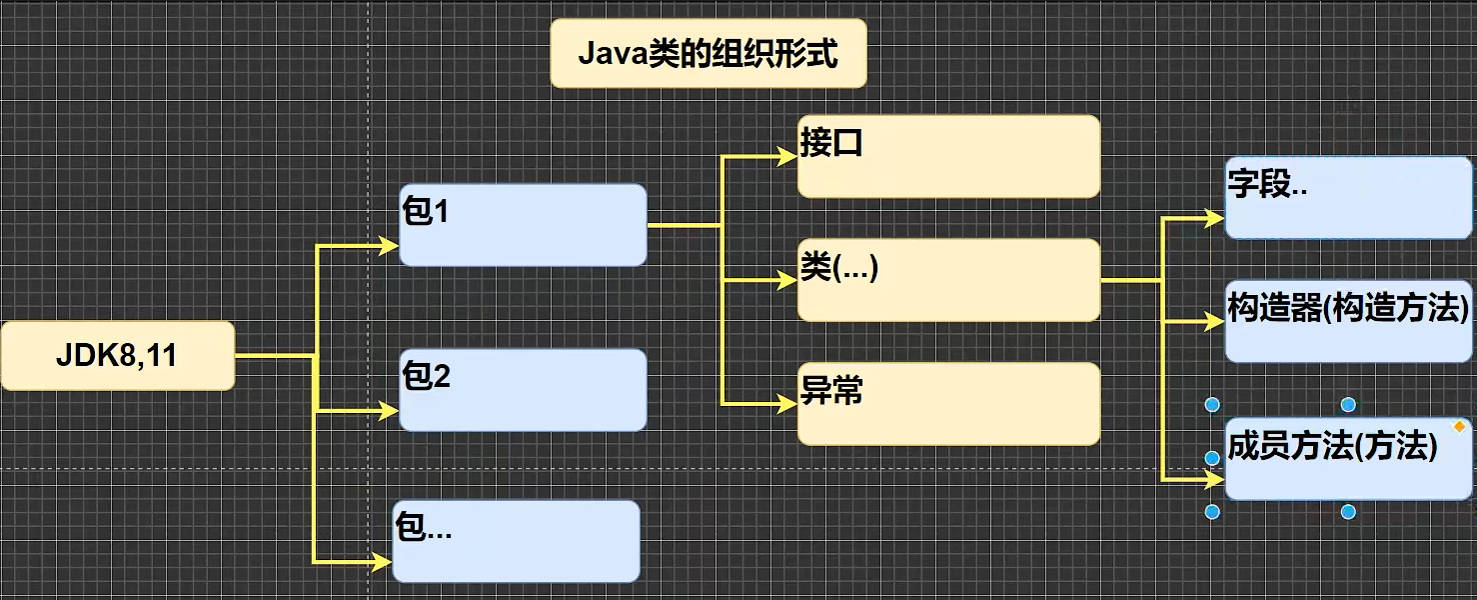 Java类的组织形式
JDK8,11
包1
包2
包...
接口
类(...)
异常
字段..
构造器(构造方法)
成员方法(方法)